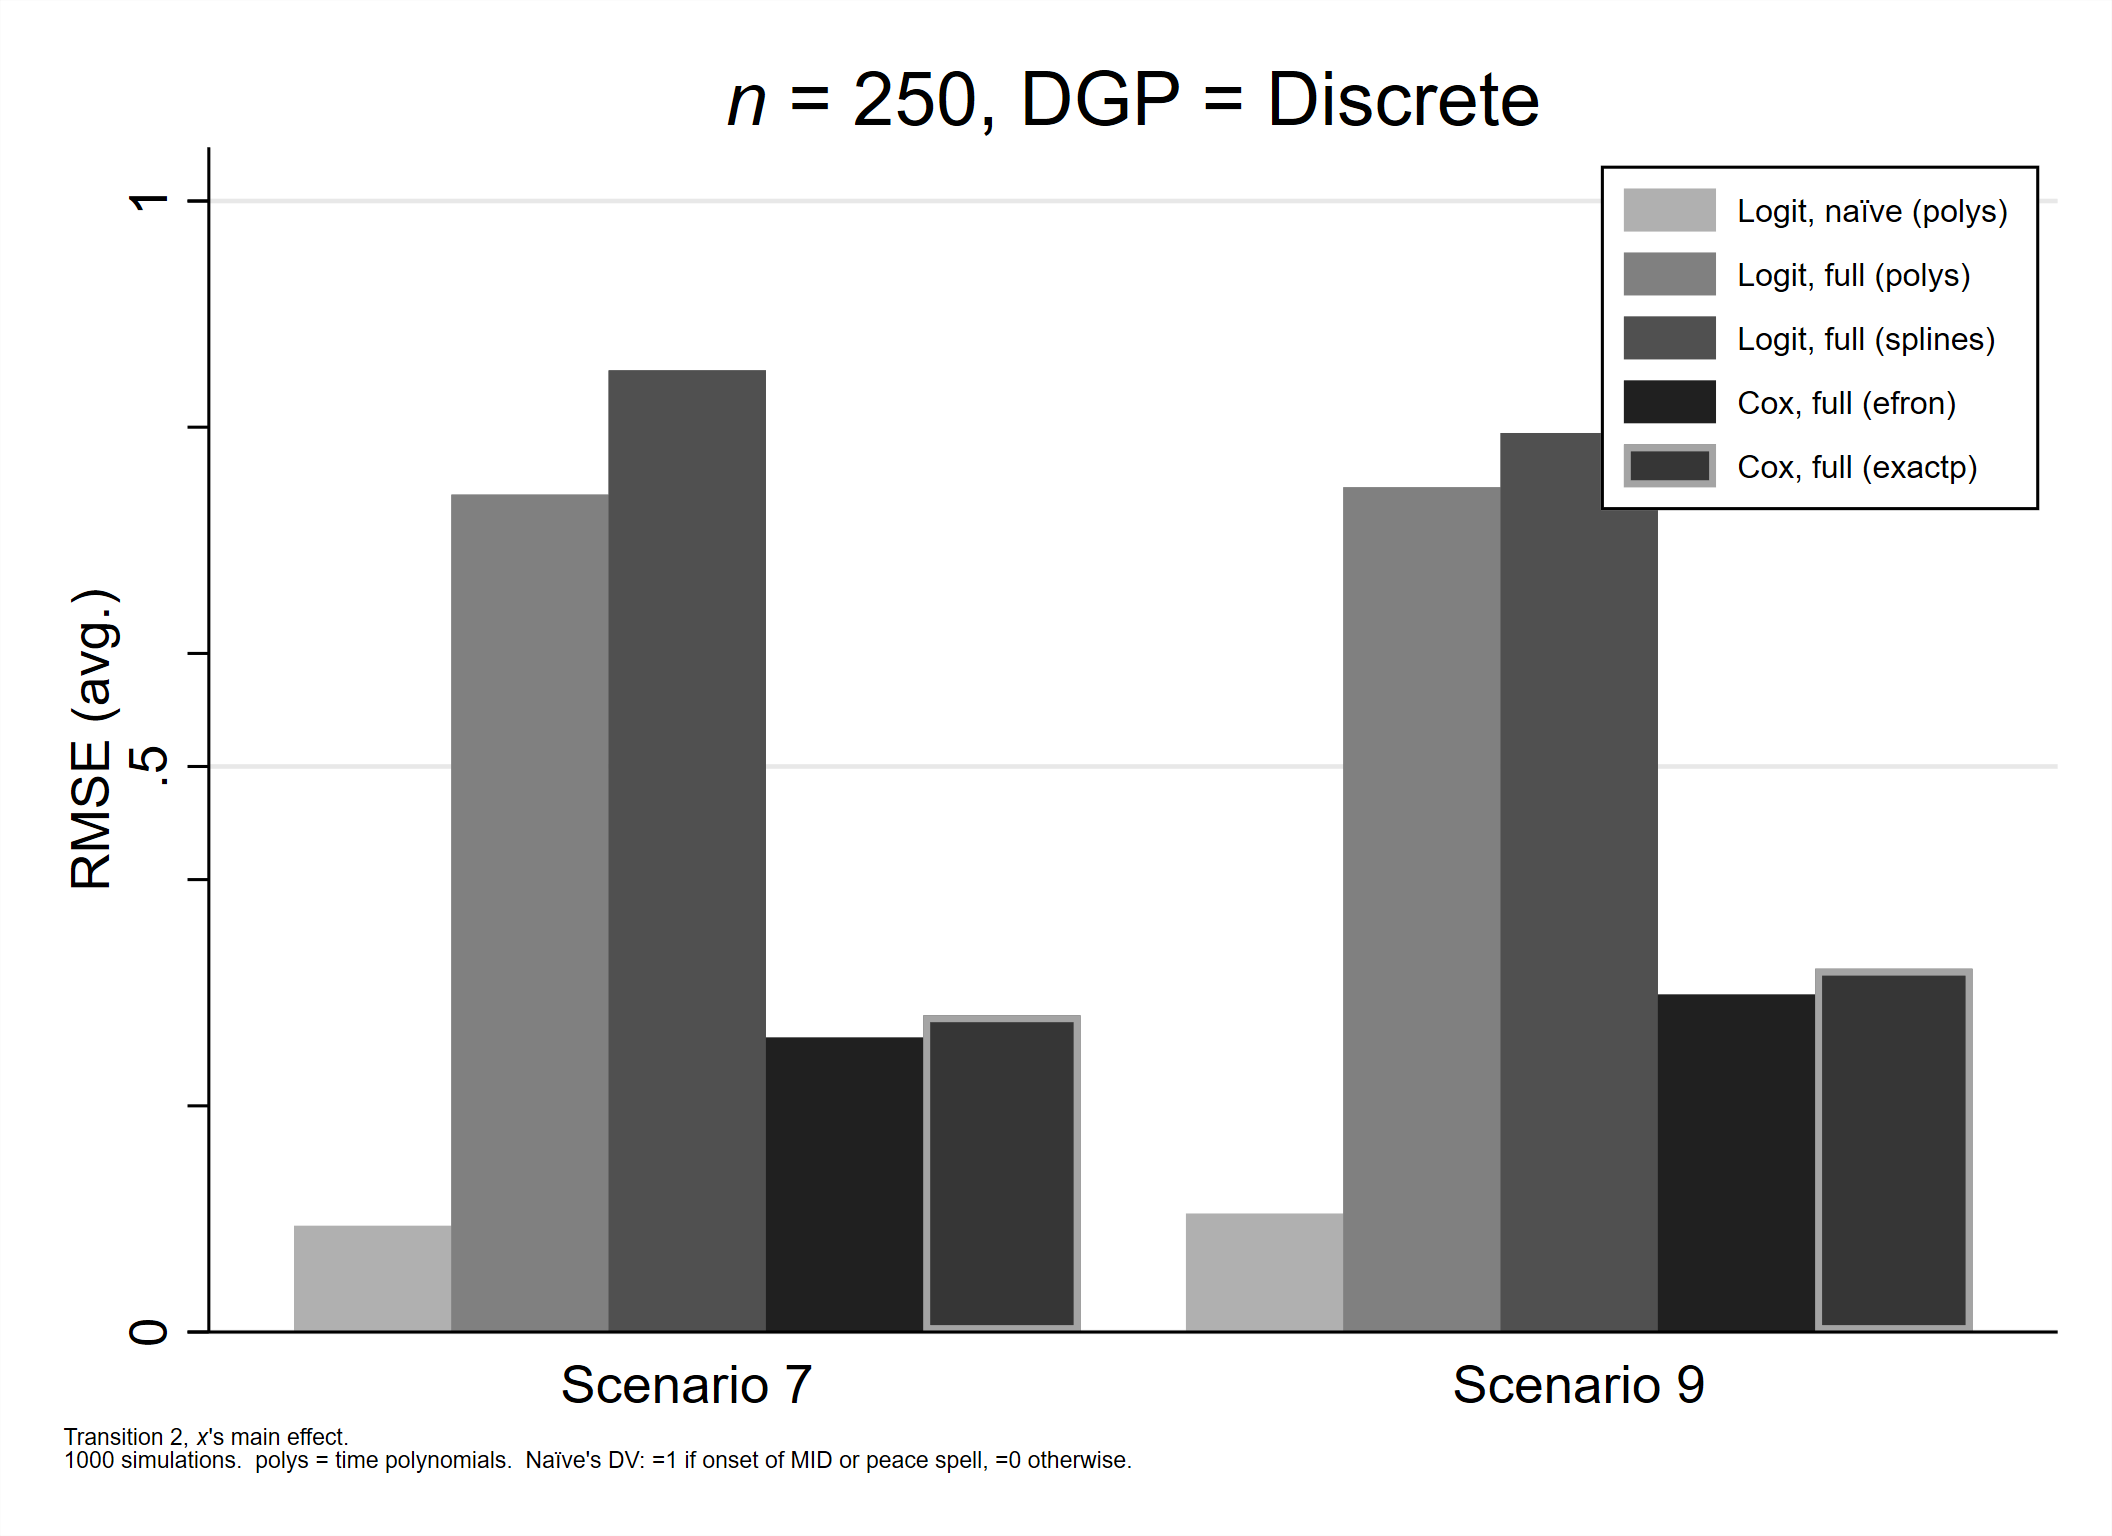 n = 250, DGP = Discrete
1
.5
0
RMSE (avg.)
Logit, naïve (polys)
Logit, full (polys)
Logit, full (splines)
Cox, full (efron)
Cox, full (exactp)
Scenario 7
Scenario 9
Transition 2, x's main effect.
1000 simulations.  polys = time polynomials.  Naïve's DV: =1 if onset of MID or peace spell, =0 otherwise.